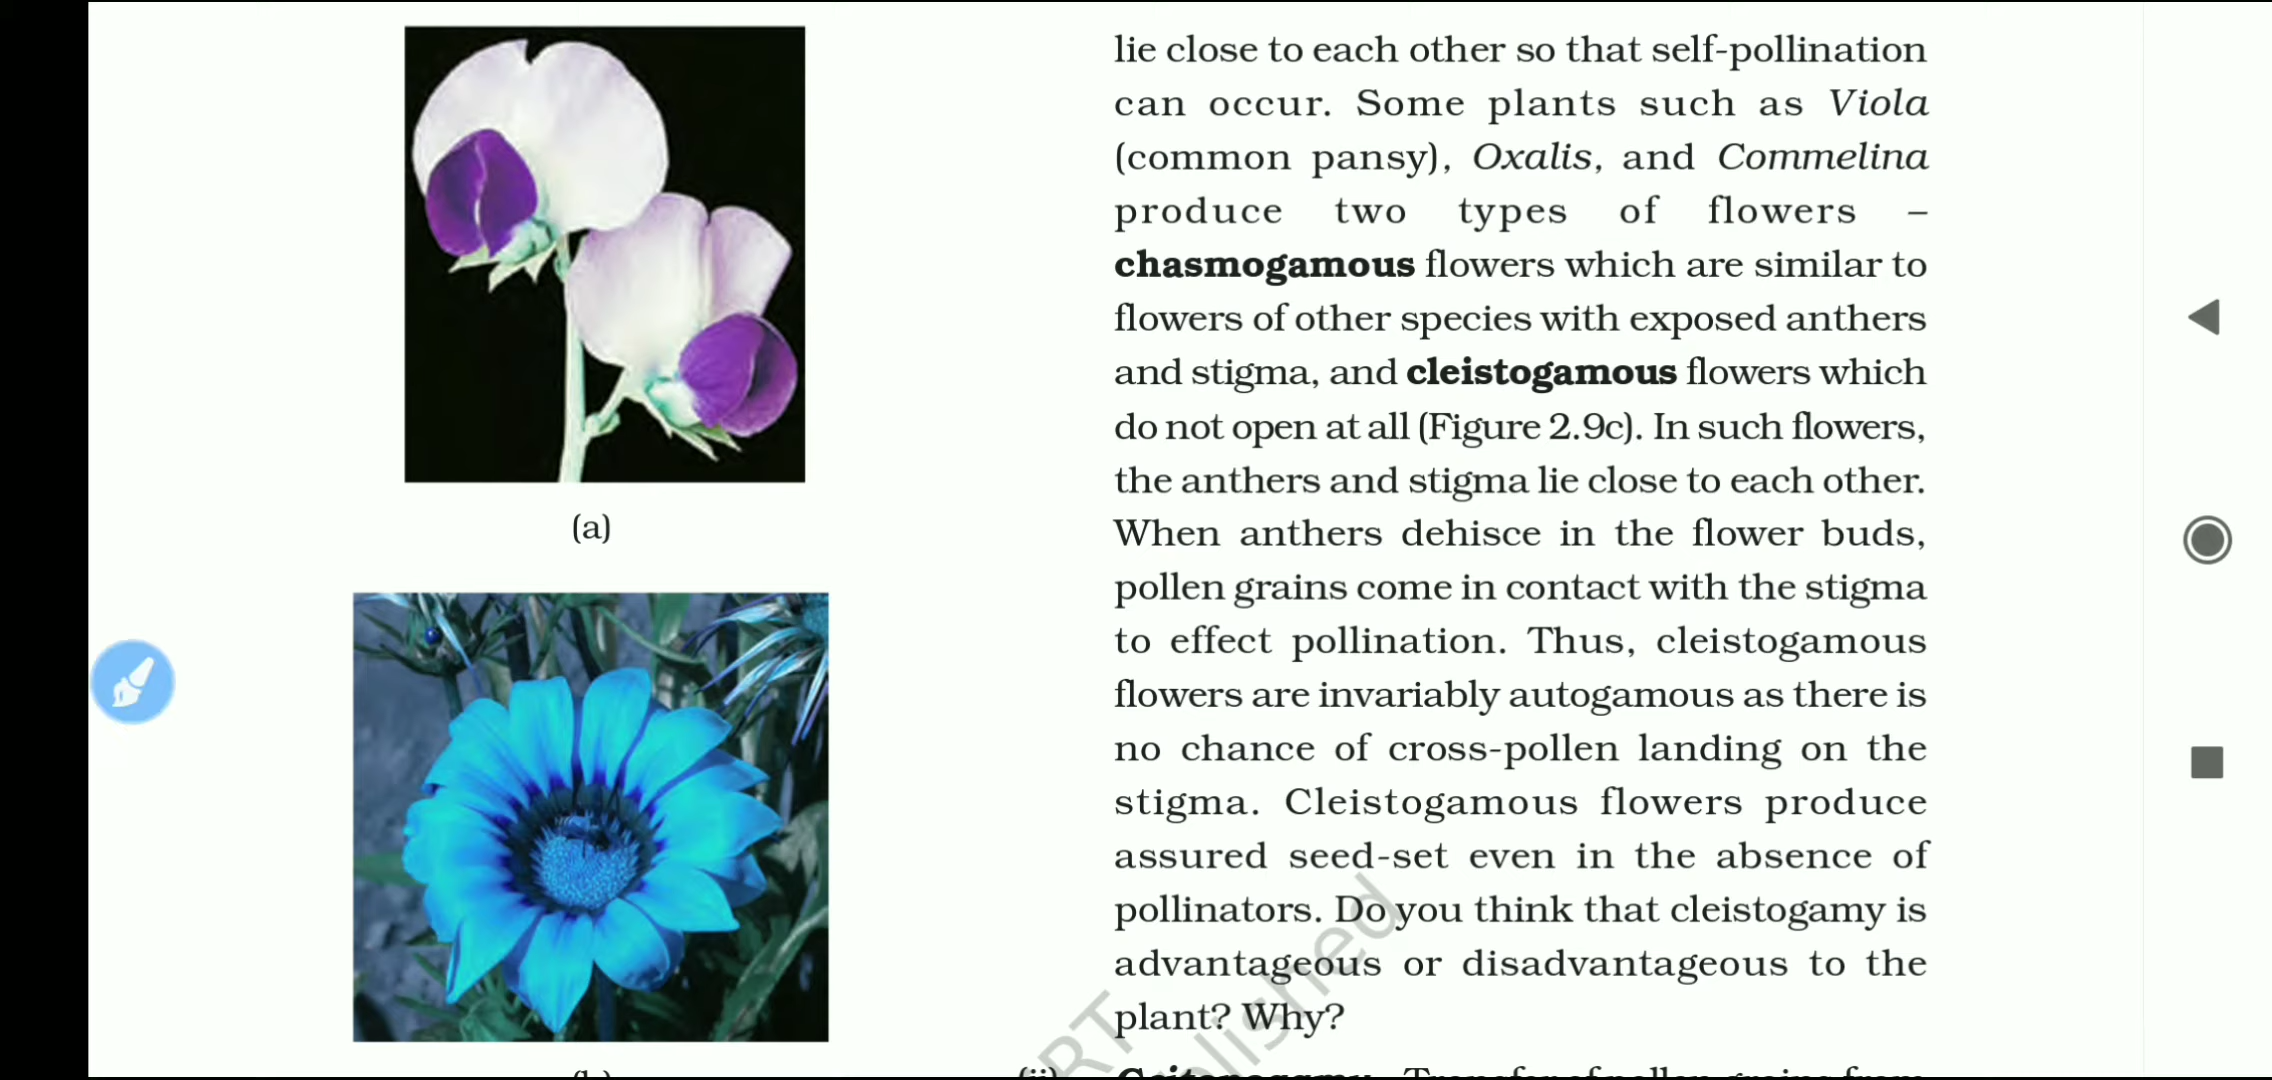 lie close to each other so that self-pollination
can occur. Some plants such as Viola
(common pansy), Oxalis, and Commelina
produce two types of flowers –
chasmogamous flowers which are similar to
flowers of other species with exposed anthers
and stigma, and cleistogamous flowers which
do not open at all (Figure 2.9c). In such flowers,
the anthers and stigma lie close to each other.
When anthers dehisce in the flower buds,
pollen grains come in contact with the stigma
to effect pollination. Thus, cleistogamous
flowers are invariably autogamous as there is
no chance of cross-pollen landing on the
stigma. Cleistogamous flowers produce
assured seed-set even in the absence of
pollinators. Do you think that cleistogamy is
advantageous or disadvantageous to the
plant? Why?
(a)